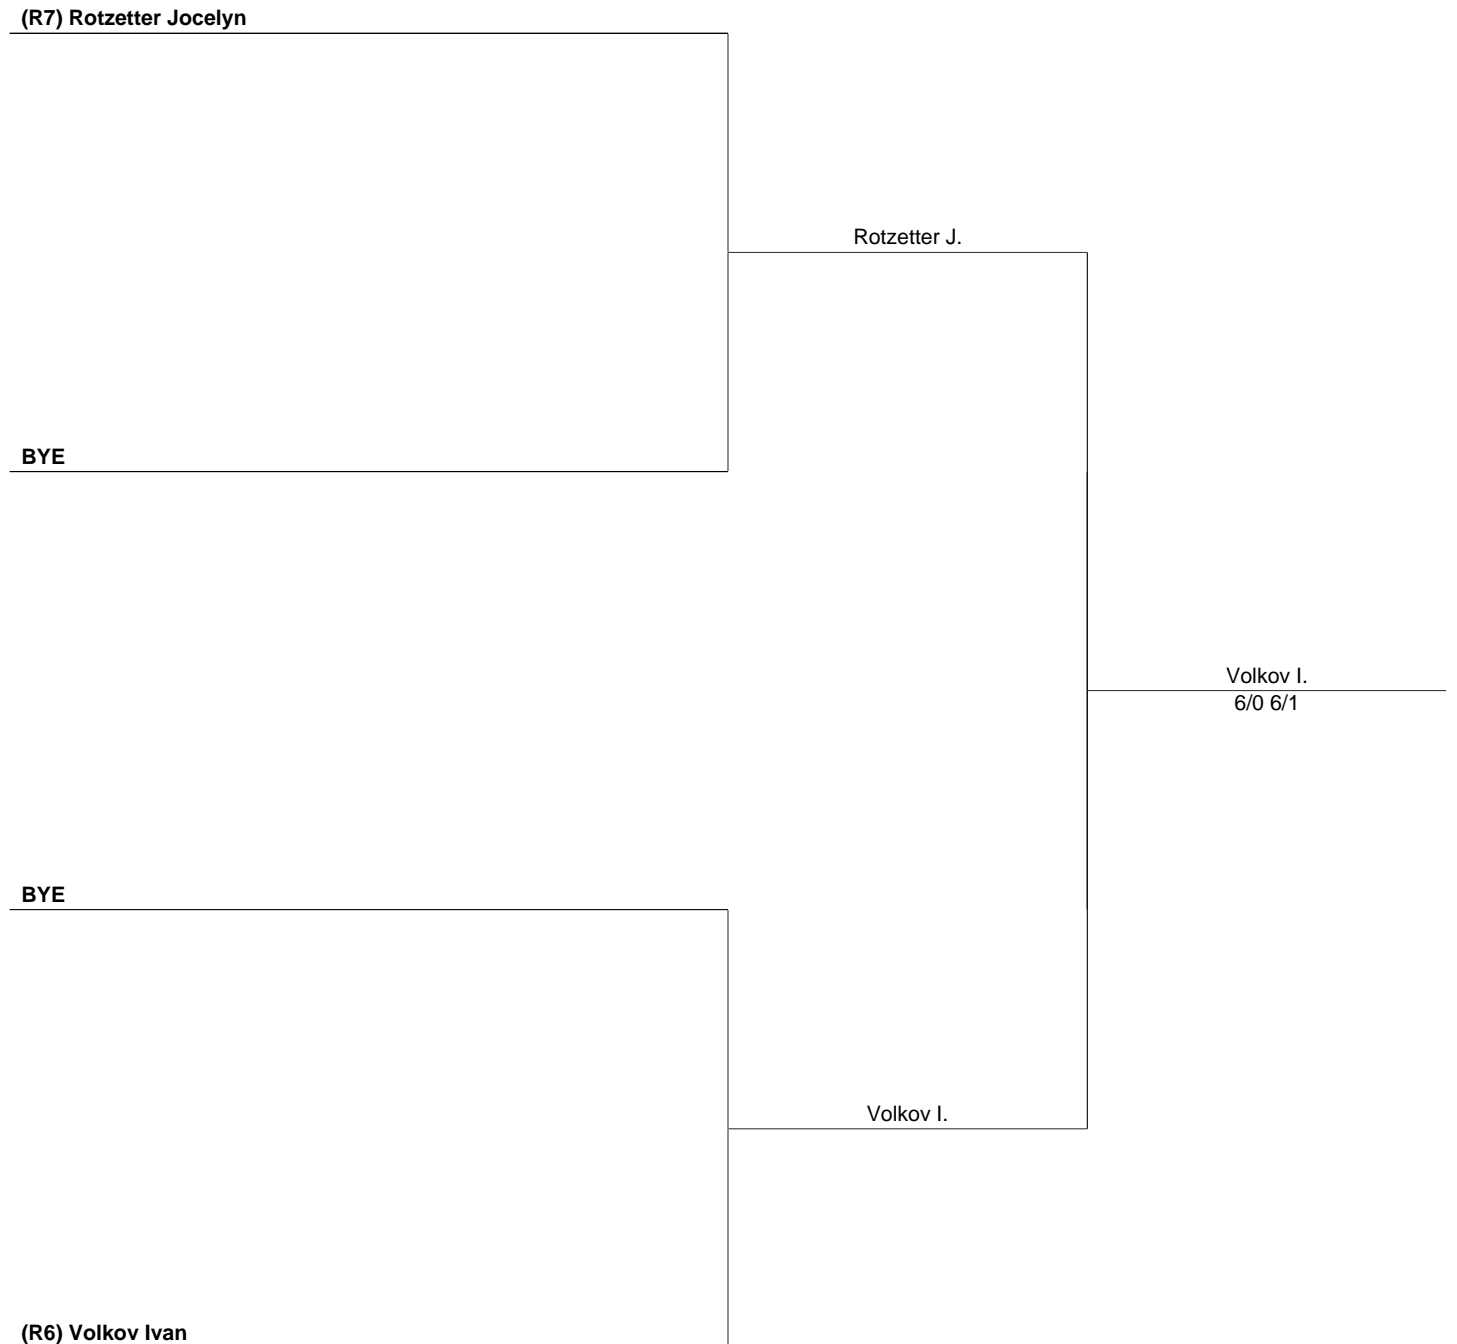 (R7) Rotzetter Jocelyn
Rotzetter J.
BYE
Volkov I.
6/0 6/1
BYE
Volkov I.
(R6) Volkov Ivan